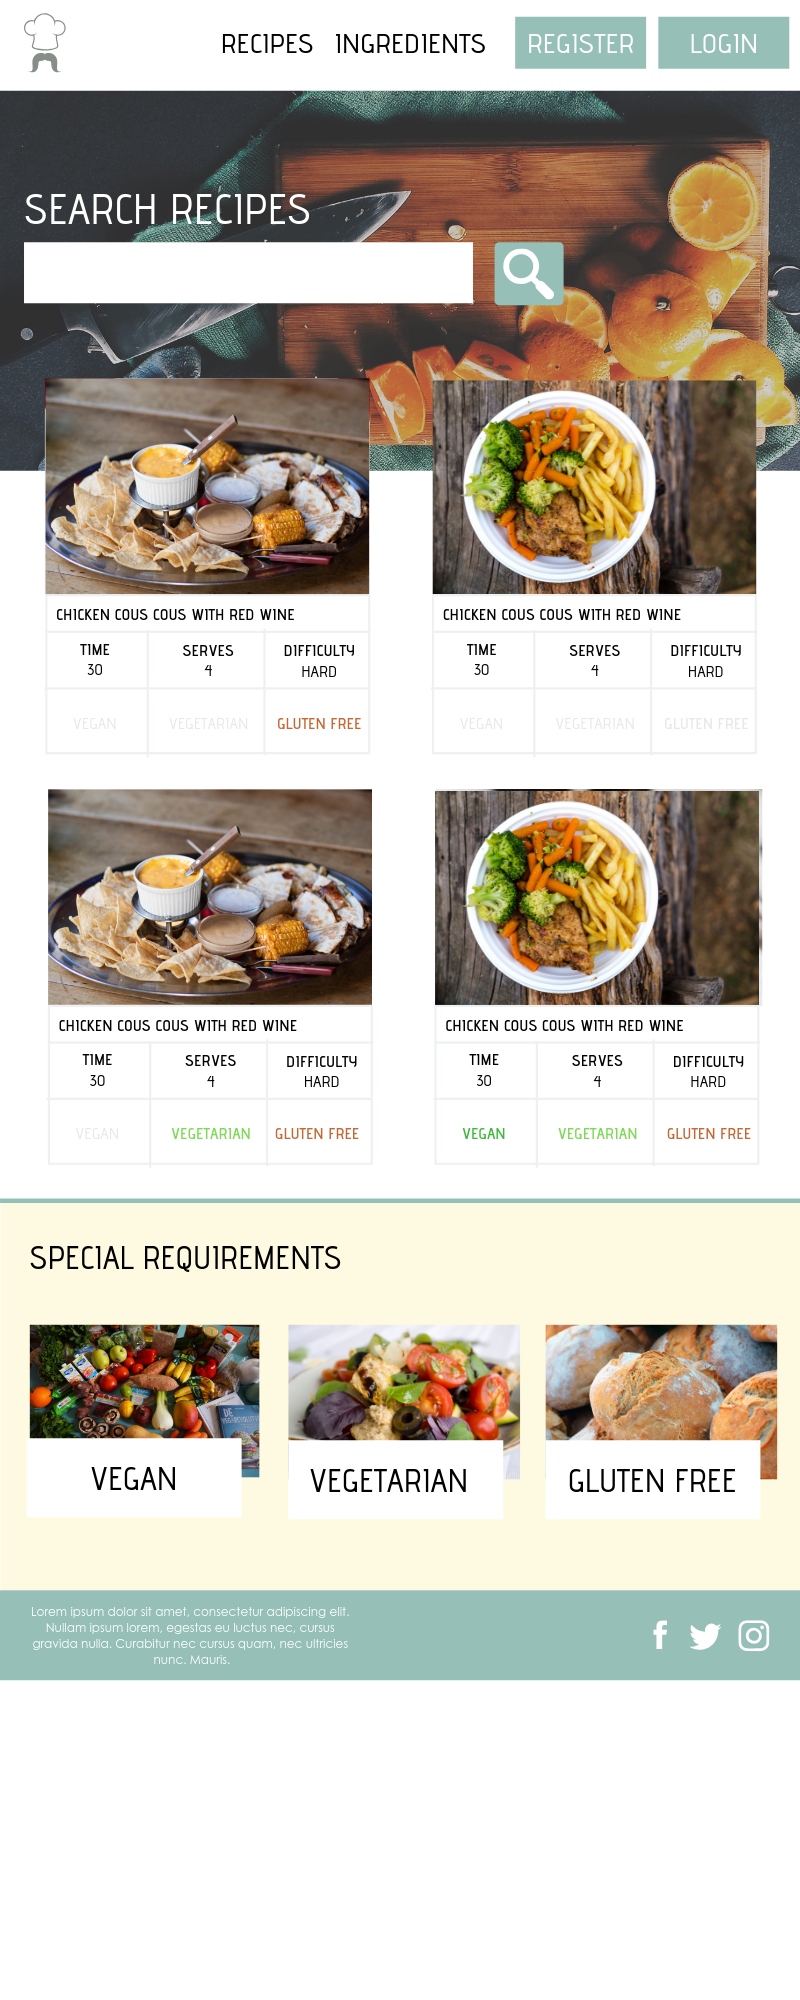 RECIPES INGREDIENTS REGISTER LOGIN
SEARCH RECIPES
CHICKEN COUS COUS WITH RED WINE
TIME SERVES DIFFICULTY
30 4 HARD
VEGAN VEGETARIAN GLUTEN FREE
CHICKEN COUS COUS WITH RED WINE
TIME SERVES DIFFICULTY
30 4 HARD
VEGAN VEGETARIAN GLUTEN FREE
CHICKEN COUS COUS WITH RED WINE
TIME SERVES DIFFICULTY
30 4 HARD
VEGAN VEGETARIAN GLUTEN FREE
CHICKEN COUS COUS WITH RED WINE
TIME SERVES DIFFICULTY
30 4 HARD
VEGAN VEGETARIAN GLUTEN FREE
SPECIAL REQUIREMENTS
VEGAN VEGETARIAN GLUTEN FREE
Lorem ipsum dolor sit amet, consectetur adipiscing elit.
Nullam ipsum lorem, egestas eu luctus nec, cursus
gravida nulla. Curabitur nec cursus quam, nec ultricies
nunc. Mauris.